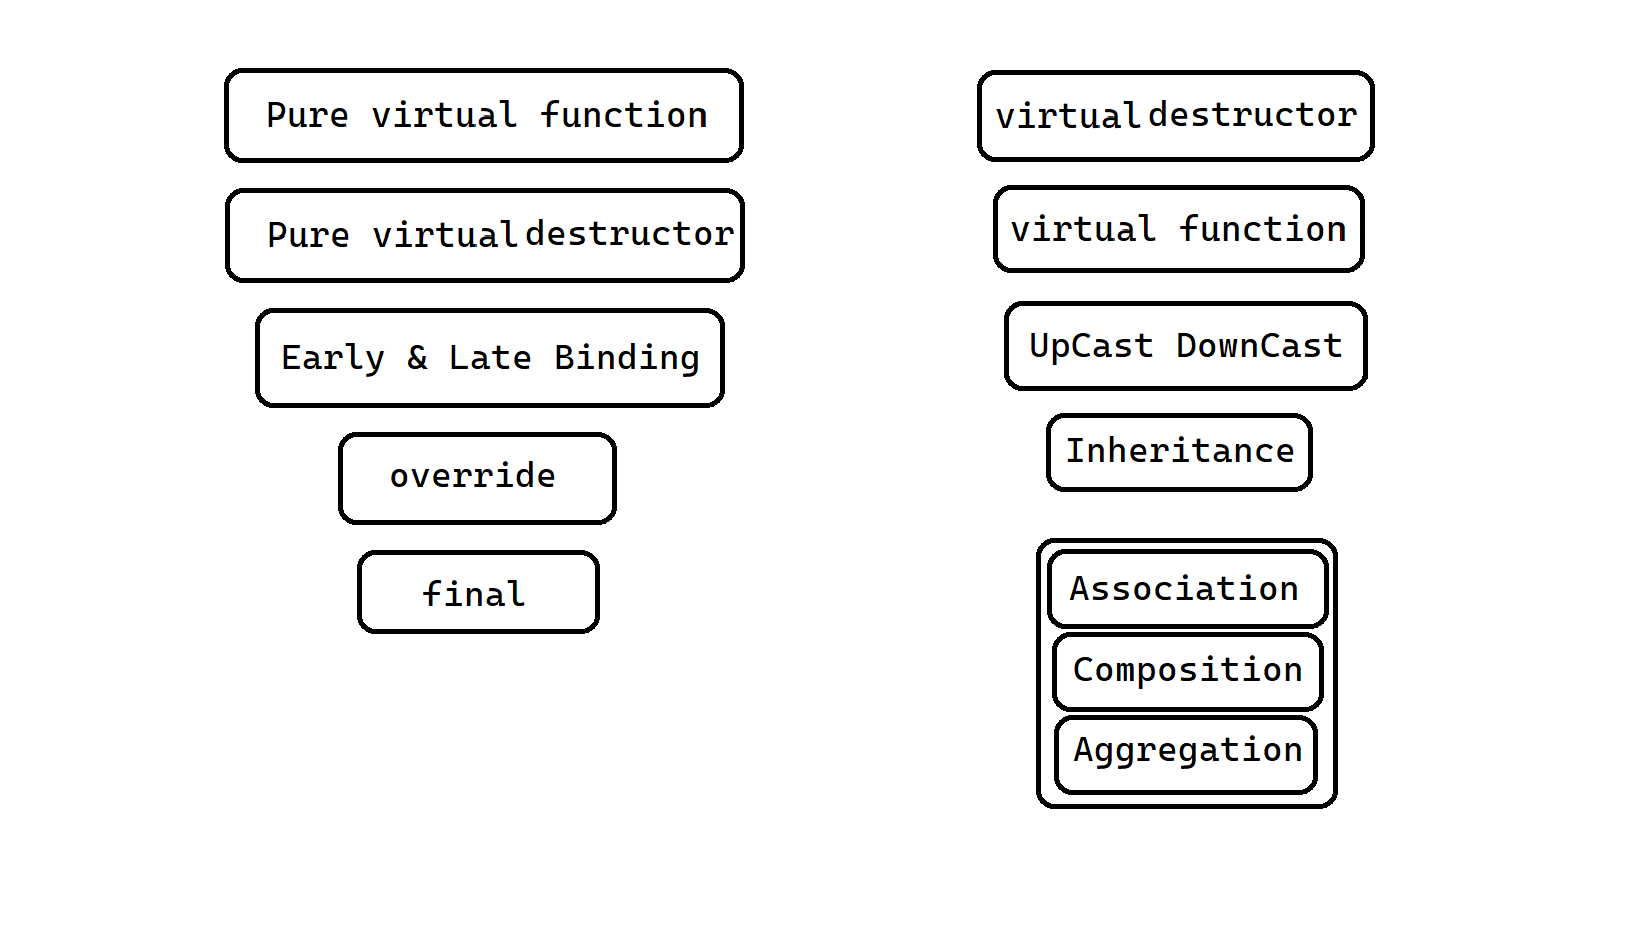 Pure virtual function
Pure virtual destructor
Early & Late Binding
override
final
virtual destructor
virtual function
UpCast DownCast
Inheritance
Association
Composition
Aggregation